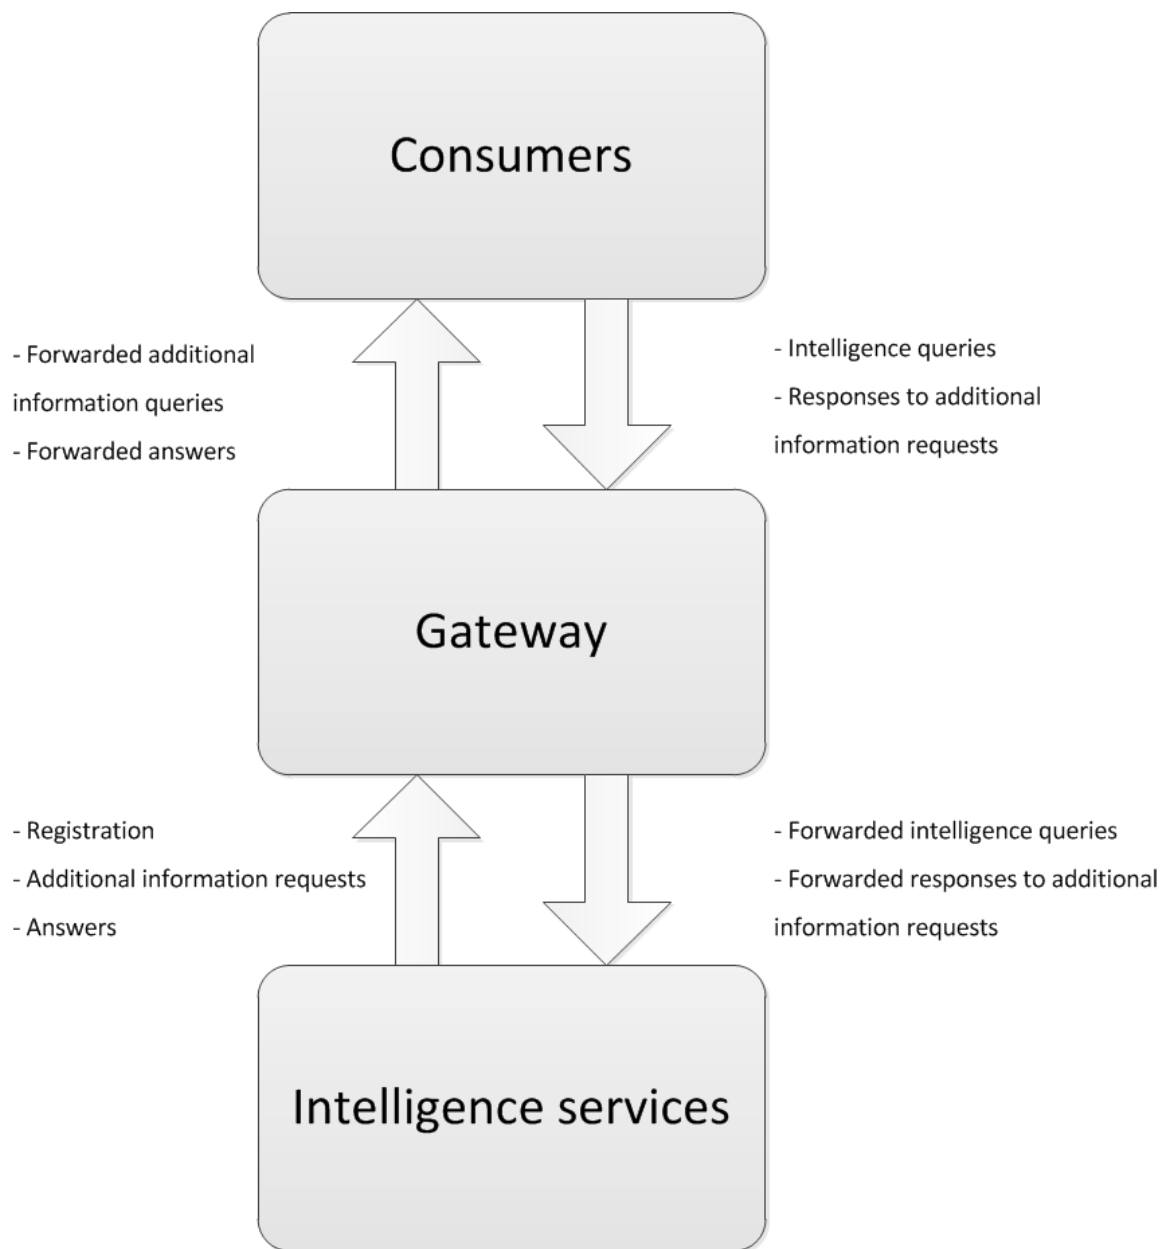 Consumers
- Forwarded additional
information queries
- Forwarded answers
- Intelligence queries
- Responses to additional
information requests
Gateway
- Registration
- Additional information requests
- Answers
- Forwarded intelligence queries
- Forwarded responses to additional
information requests
Intelligence services